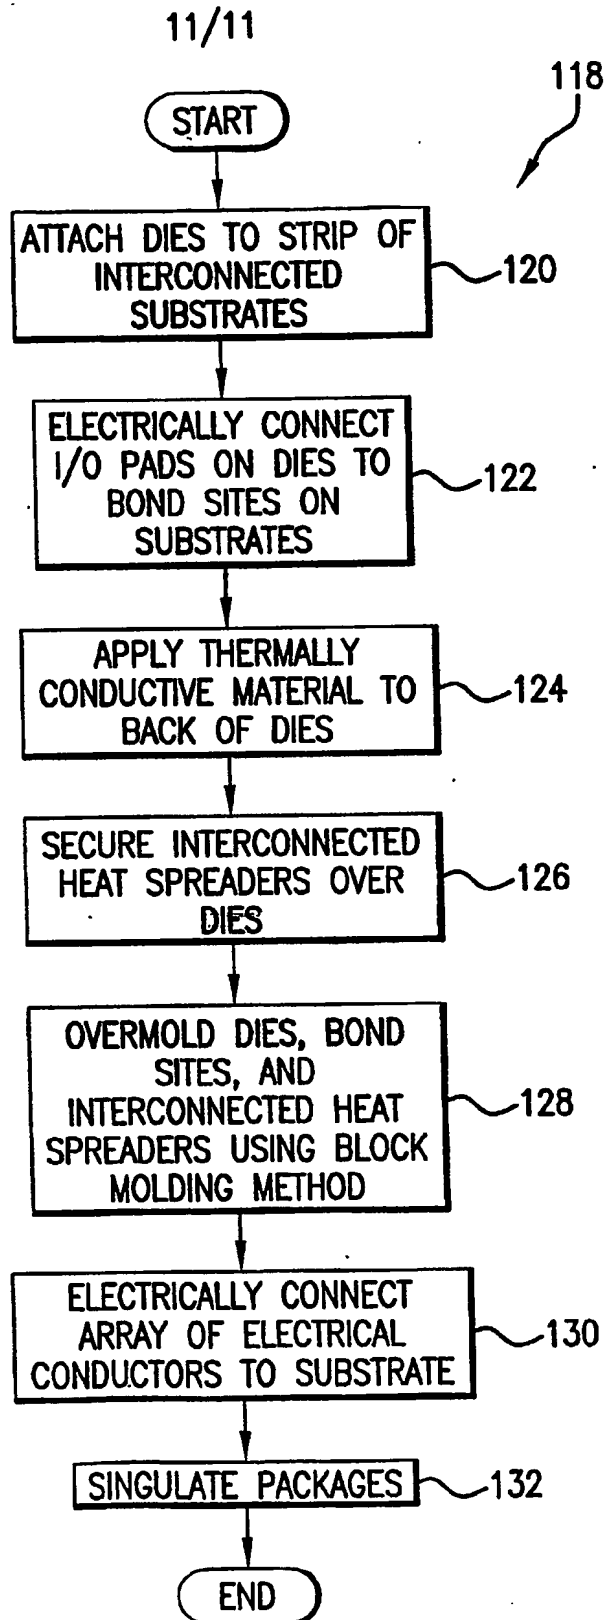 11/11
118
START
ATTACH DIES TO STRIP OF
INTERCONNECTED
SUBSTRATES
120
ELECTRICALLY CONNECT
I/O PADS ON DIES TO
BOND SITES ON
SUBSTRATES
122
APPLY THERMALLY
CONDUCTIVE MATERIAL TO
BACK OF DIES
124
SECURE INTERCONNECTED
HEAT SPREADERS OVER
DIES
126
OVERMOLD DIES, BOND
SITES, AND
INTERCONNECTED HEAT
SPREADERS USING BLOCK
MOLDING METHOD
128
ELECTRICALLY CONNECT
ARRAY OF ELECTRICAL
CONDUCTORS TO SUBSTRATE
130
SINGULATE PACKAGES
132
END